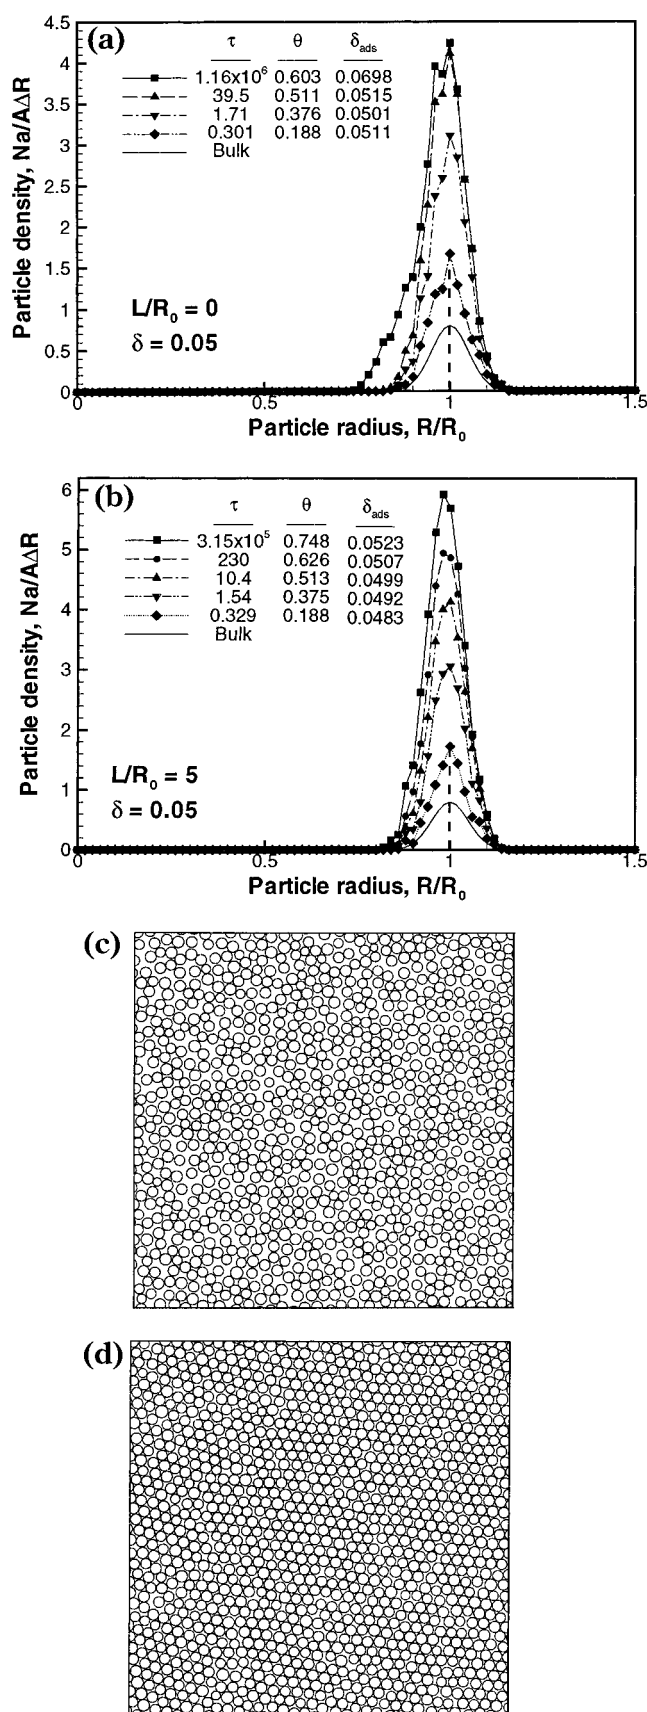 (a)
τ θ δads
1.16x10⁶ 0.603 0.0698
39.5 0.511 0.0515
1.71 0.376 0.0501
0.301 0.188 0.0511
Bulk
Particle density, Na/AΔR
4.5
4
3.5
3
2.5
2
1.5
1
0.5
0
L/R₀ = 0
δ = 0.05
0 0.5 1 1.5
Particle radius, R/R₀
(b)
τ θ δads
3.15x10⁵ 0.748 0.0523
230 0.626 0.0507
10.4 0.513 0.0499
1.54 0.375 0.0492
0.329 0.188 0.0483
Bulk
Particle density, Na/AΔR
6
5
4
3
2
1
0
L/R₀ = 5
δ = 0.05
0 0.5 1 1.5
Particle radius, R/R₀
(c)
(d)